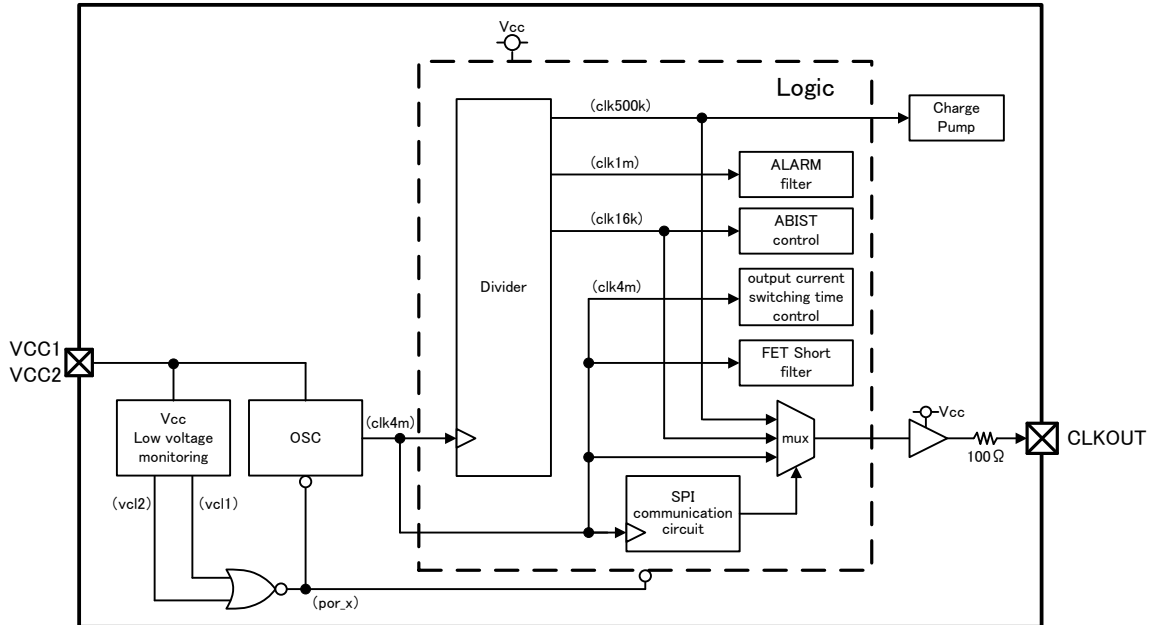 Vcc
Logic
(clk500k)
Charge
Pump
(clk1m)
ALARM
filter
(clk16k)
ABIST
control
Divider
(clk4m)
output current
switching time
control
VCC1
VCC2
FET Short
filter
Vcc
Low voltage
monitoring
OSC
(clk4m)
mux
Vcc
100Ω
CLKOUT
(vcl2)
(vcl1)
SPI
communication
circuit
(por_x)